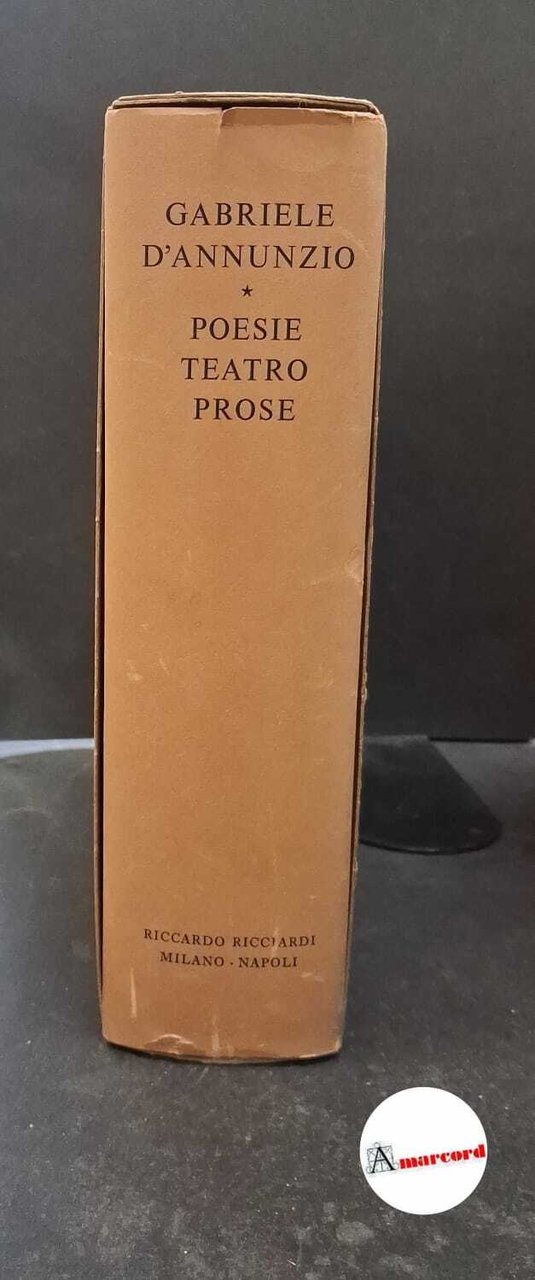 GABRIELE
D'ANNUNZIO
★
POESIE
TEATRO
PROSE
RICCARDO RICCIARDI
MILANO · NAPOLI
Amarcord